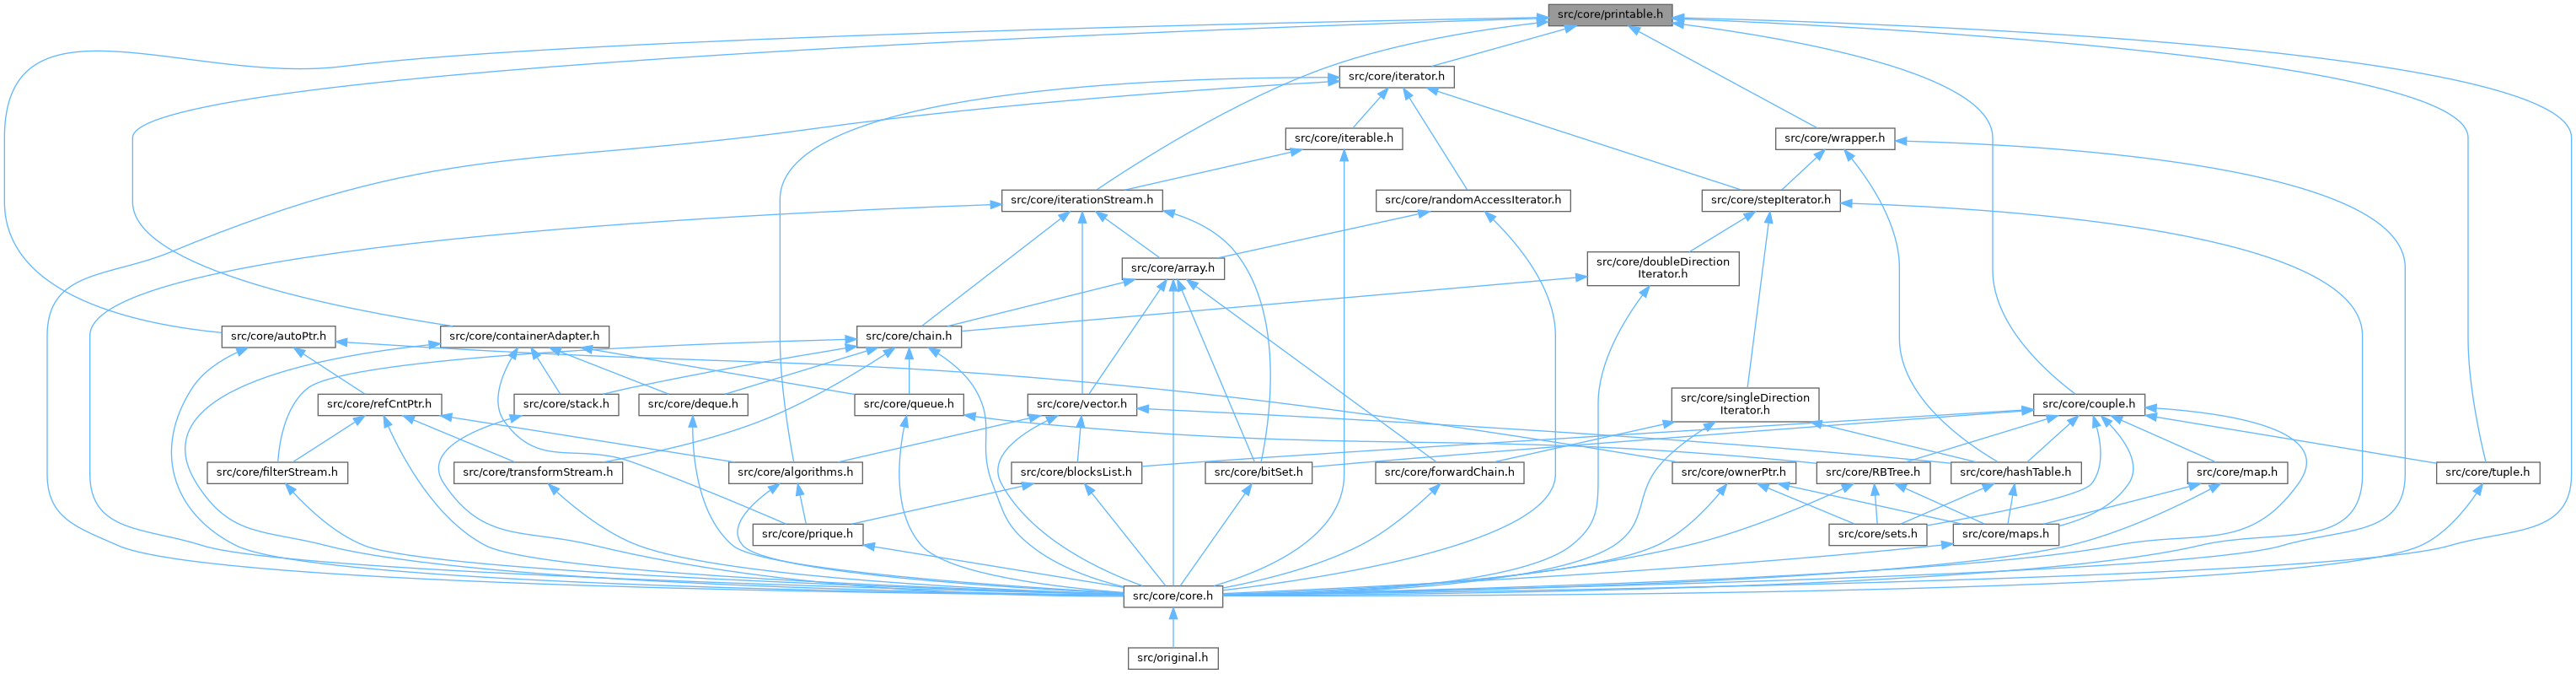 src/core/printable.h
src/core/iterator.h
src/core/iterable.h
src/core/wrapper.h
src/core/iterationStream.h
src/core/randomAccessIterator.h
src/core/stepIterator.h
src/core/array.h
src/core/doubleDirection
Iterator.h
src/core/autoPtr.h
src/core/containerAdapter.h
src/core/chain.h
src/core/refCntPtr.h
src/core/stack.h
src/core/deque.h
src/core/queue.h
src/core/vector.h
src/core/singleDirection
Iterator.h
src/core/couple.h
src/core/filterStream.h
src/core/transformStream.h
src/core/algorithms.h
src/core/blocksList.h
src/core/bitSet.h
src/core/forwardChain.h
src/core/ownerPtr.h
src/core/RBTree.h
src/core/hashTable.h
src/core/map.h
src/core/tuple.h
src/core/prique.h
src/core/sets.h
src/core/maps.h
src/core/core.h
src/original.h